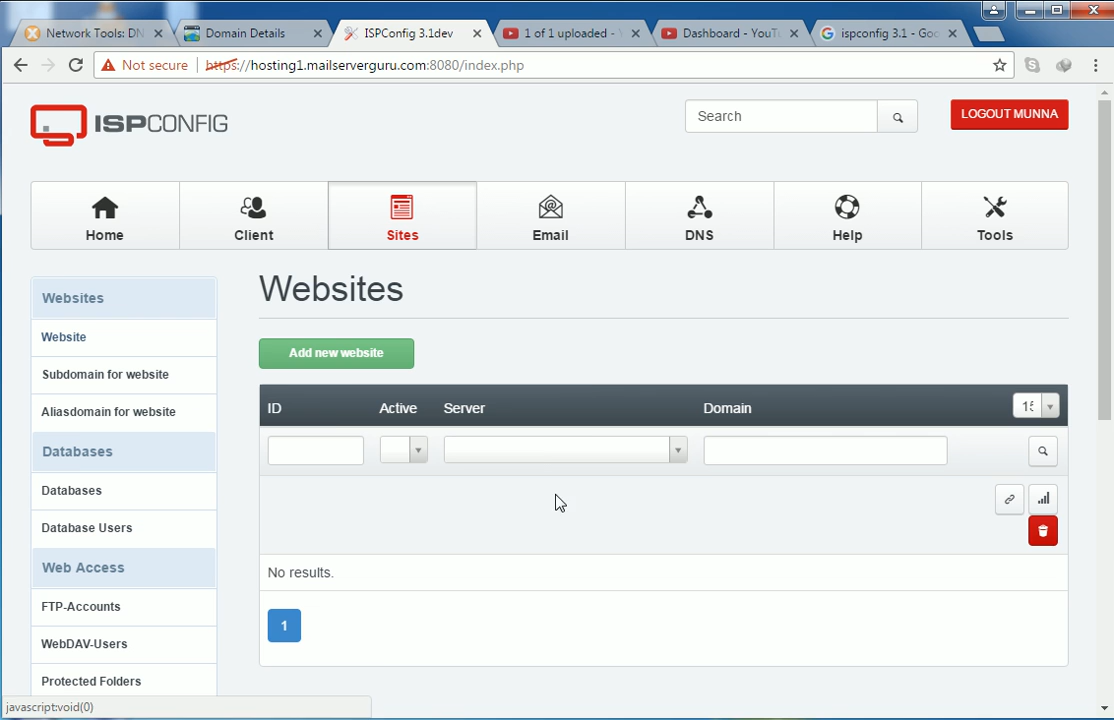 Network Tools: DN
Domain Details
ISPConfig 3.1dev
1 of 1 uploaded -
Dashboard - YouT
ispconfig 3.1 - Goo
Not secure
https://hosting1.mailserverguru.com:8080/index.php
ISPCONFIG
Search
LOGOUT MUNNA
Home
Client
Sites
Email
DNS
Help
Tools
Websites
Website
Subdomain for website
Aliasdomain for website
Databases
Databases
Database Users
Web Access
FTP-Accounts
WebDAV-Users
Protected Folders
Websites
Add new website
ID
Active
Server
Domain
No results.
1
javascript:void(0)